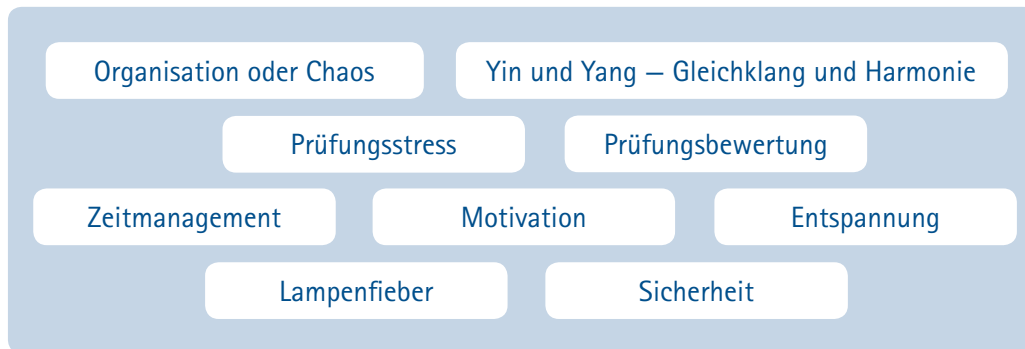 Organisation oder Chaos
Yin und Yang — Gleichklang und Harmonie
Prüfungsstress
Prüfungsbewertung
Zeitmanagement
Motivation
Entspannung
Lampenfieber
Sicherheit